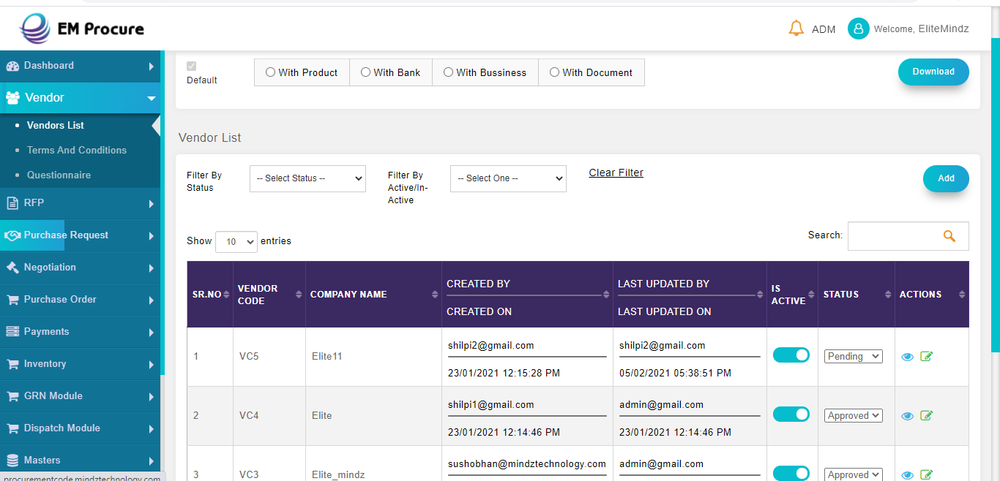 EM Procure
ADM
Welcome, EliteMindz
Dashboard
Vendor
Vendors List
Terms And Conditions
Questionnaire
RFP
Purchase Request
Negotiation
Purchase Order
Payments
Inventory
GRN Module
Dispatch Module
Masters
procurementcode.mindztechnology.com
Default
With Product
With Bank
With Bussiness
With Document
Download
Vendor List
Filter By
Status
-- Select Status --
Filter By
Active/In-
Active
-- Select One --
Clear Filter
Add
Show 10 entries
Search:
SR.NO
VENDOR
CODE
COMPANY NAME
CREATED BY
CREATED ON
LAST UPDATED BY
LAST UPDATED ON
IS
ACTIVE
STATUS
ACTIONS
1
VC5
Elite11
shilpi2@gmail.com
23/01/2021 12:15:28 PM
shilpi2@gmail.com
05/02/2021 05:38:51 PM
Pending
2
VC4
Elite
shilpi1@gmail.com
23/01/2021 12:14:46 PM
admin@gmail.com
23/01/2021 12:14:46 PM
Approved
3
VC3
Elite_mindz
sushobhan@mindztechnology.com
admin@gmail.com
Approved